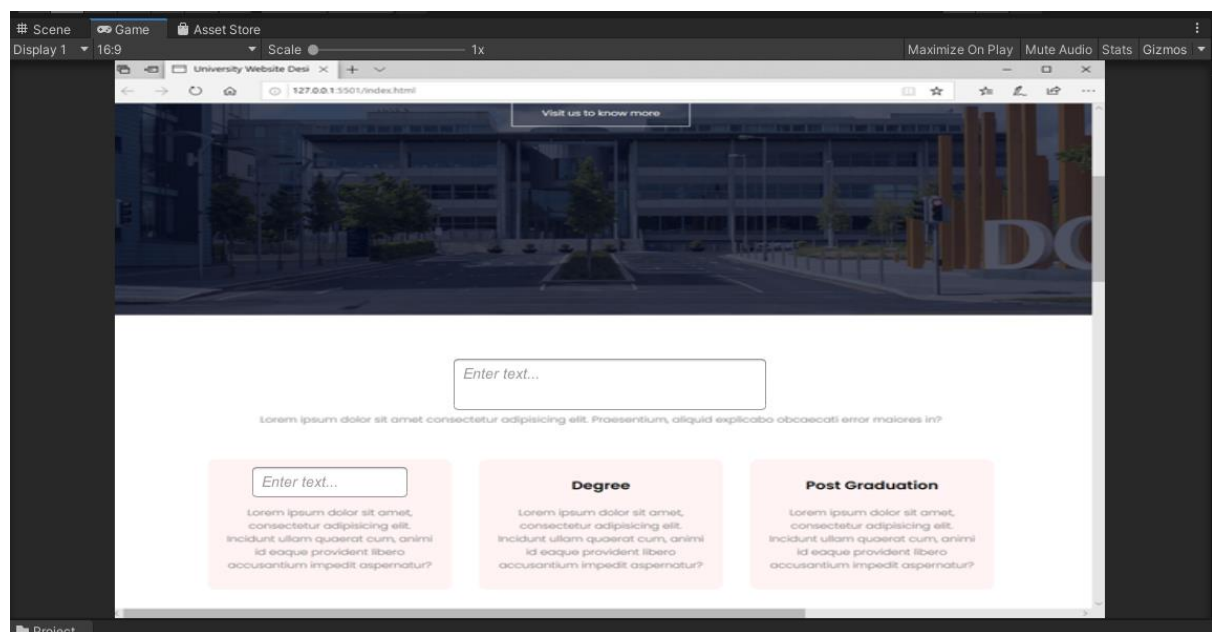 # Scene Game Asset Store
Display 1 16:9 Scale 1x Maximize On Play Mute Audio Stats Gizmos
University Website Desi
127.0.0.1:5501/index.html
Visit us to know more
DC
Enter text...
Lorem ipsum dolor sit amet consectetur adipisicing elit. Praesentium, aliquid explicabo obcaecati error maiores in?
Enter text...
Lorem ipsum dolor sit amet,
consectetur adipisicing elit.
Incidunt ullam quaerat cum, animi
id eaque provident libero
accusantium impedit aspernatur?
Degree
Lorem ipsum dolor sit amet,
consectetur adipisicing elit.
Incidunt ullam quaerat cum, animi
id eaque provident libero
accusantium impedit aspernatur?
Post Graduation
Lorem ipsum dolor sit amet,
consectetur adipisicing elit.
Incidunt ullam quaerat cum, animi
id eaque provident libero
accusantium impedit aspernatur?
Project